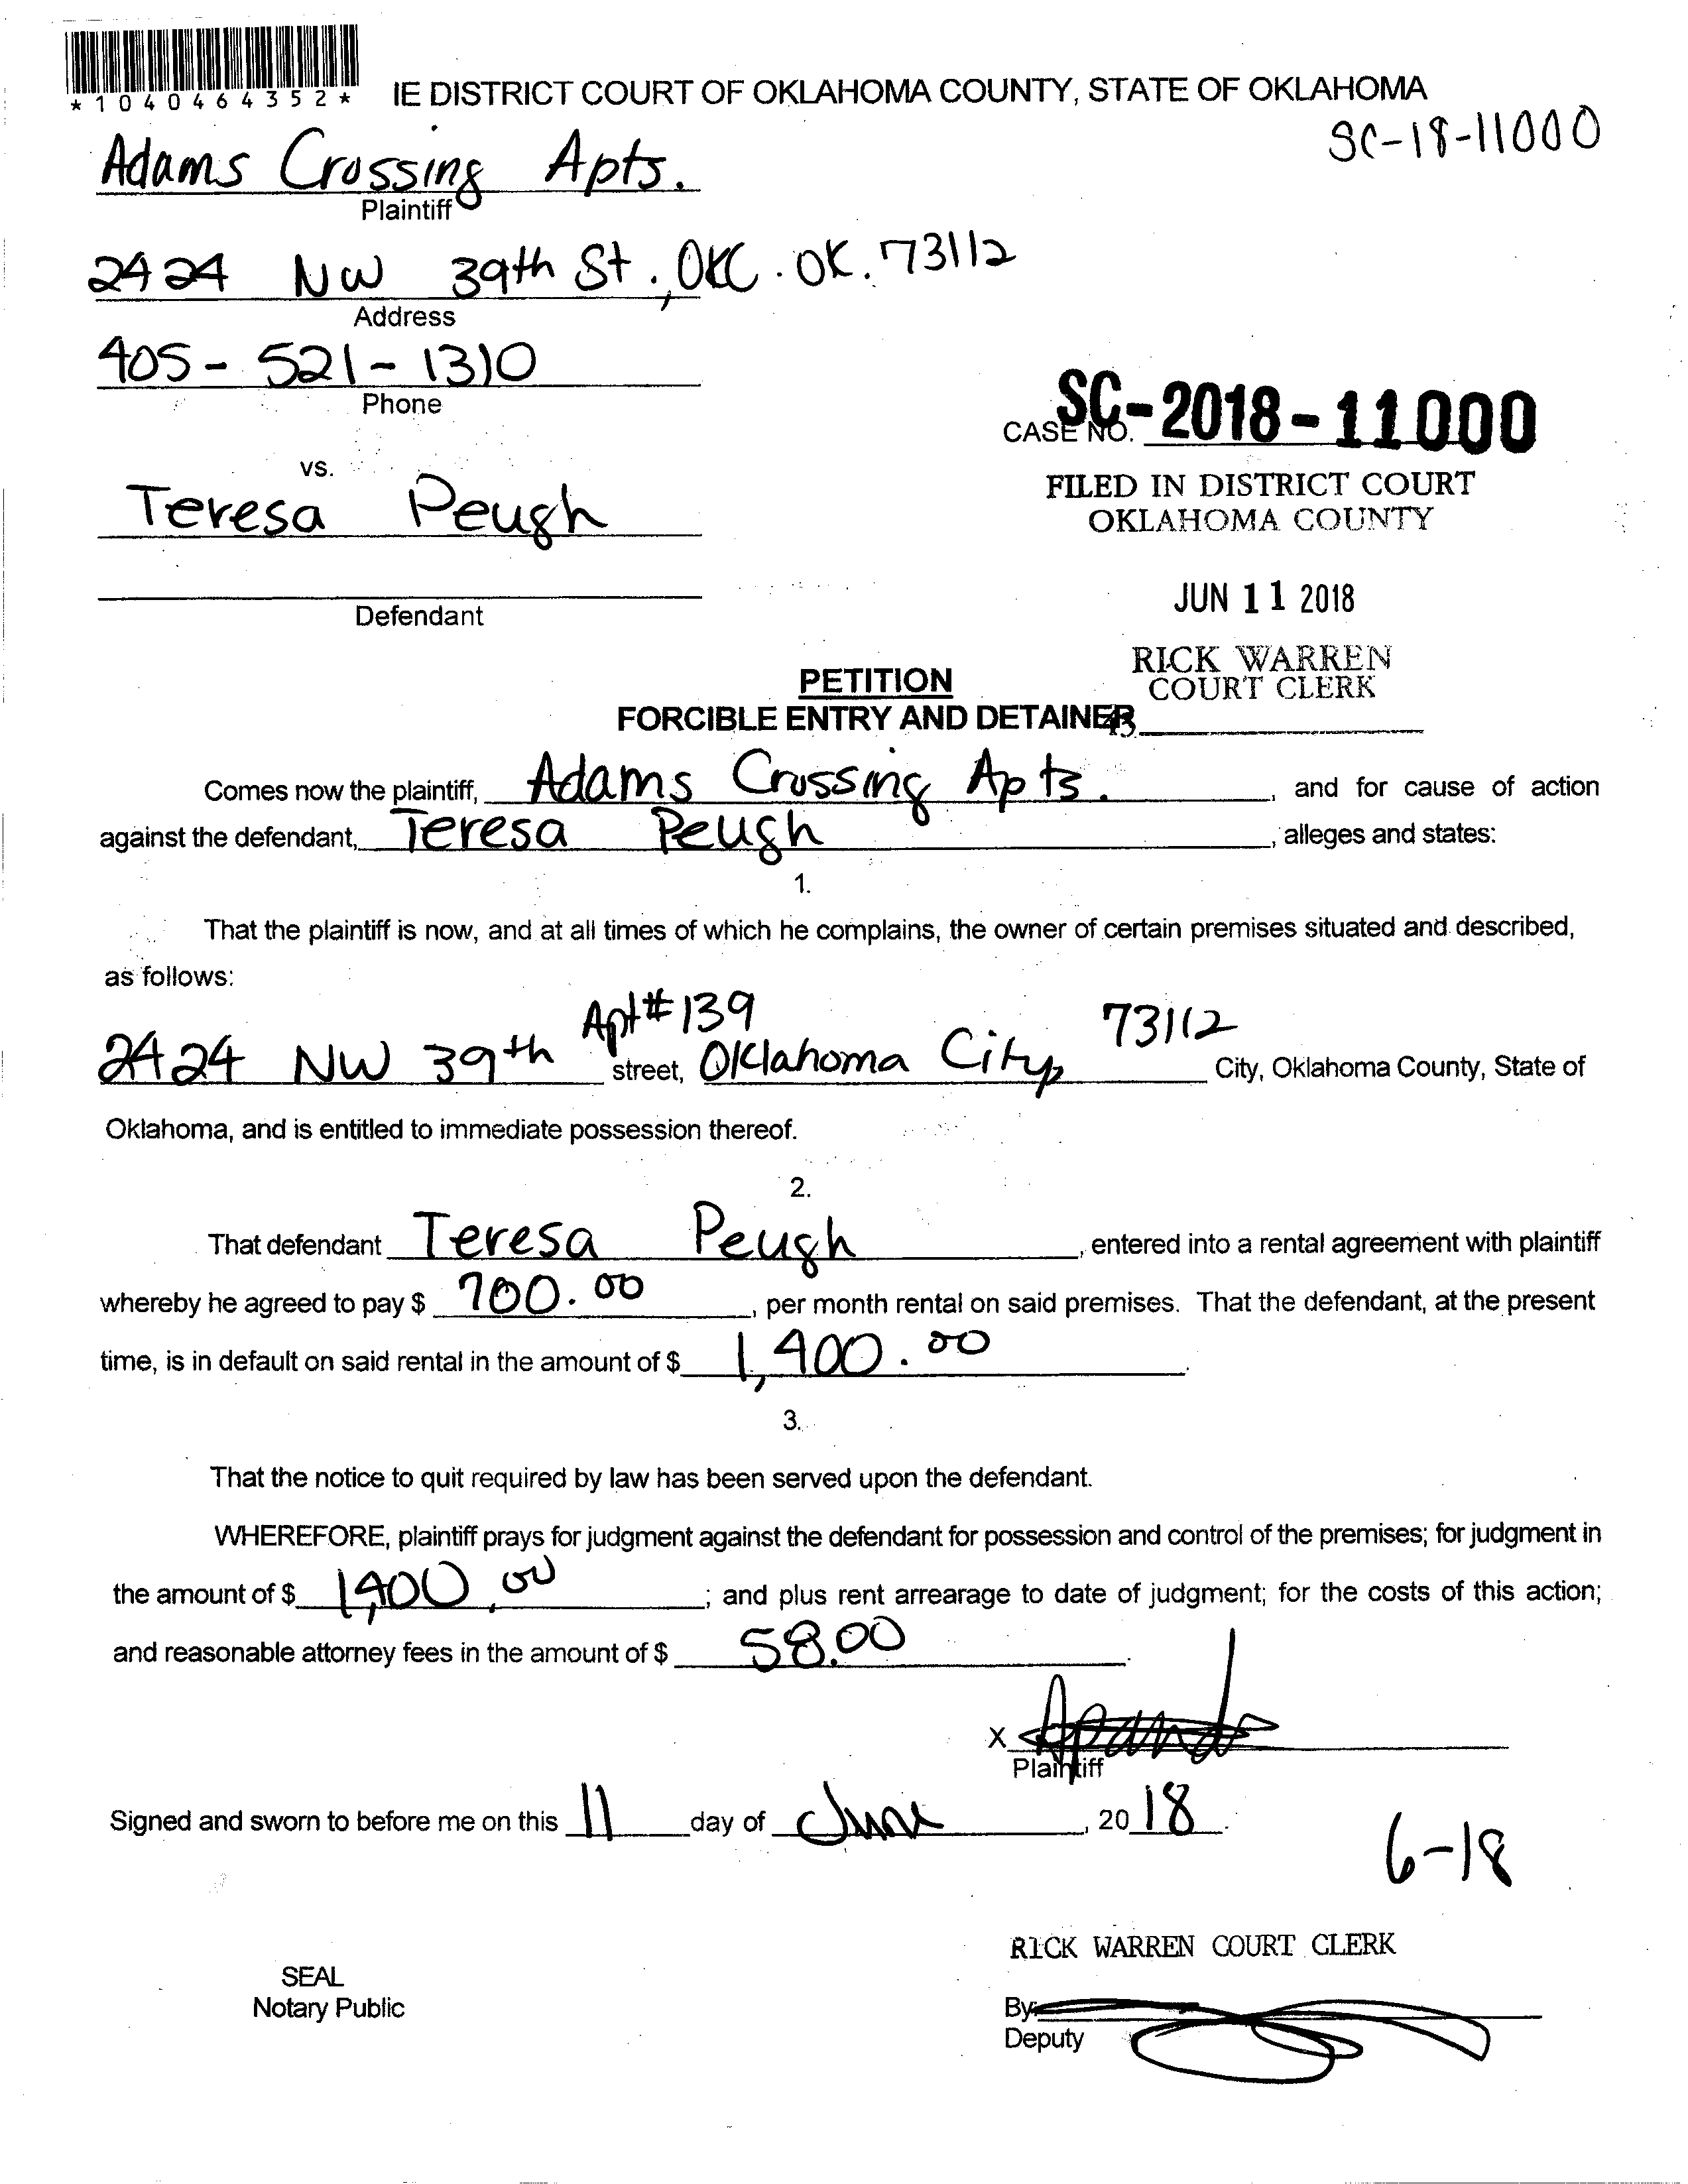 *1040464352*
IE DISTRICT COURT OF OKLAHOMA COUNTY, STATE OF OKLAHOMA
SC-18-11000
Adams Crossing Apts.
Plaintiff
2424 NW 39th St., OKC. OK. 73112
Address
405-521-1310
Phone
CASE NO. SC-2018-11000
vs.
FILED IN DISTRICT COURT
OKLAHOMA COUNTY
Teresa Peugh
JUN 11 2018
Defendant
RICK WARREN
COURT CLERK
PETITION
FORCIBLE ENTRY AND DETAINER
Comes now the plaintiff, Adams Crossing Apts. , and for cause of action
against the defendant, Teresa Peugh , alleges and states:
1.
That the plaintiff is now, and at all times of which he complains, the owner of certain premises situated and described,
as follows:
Apt# 139
2424 NW 39th street, Oklahoma City, 73112 City, Oklahoma County, State of
Oklahoma, and is entitled to immediate possession thereof.
2.
That defendant Teresa Peugh , entered into a rental agreement with plaintiff
whereby he agreed to pay $ 700.00 , per month rental on said premises. That the defendant, at the present
time, is in default on said rental in the amount of $ 1,400.00 .
3.
That the notice to quit required by law has been served upon the defendant.
WHEREFORE, plaintiff prays for judgment against the defendant for possession and control of the premises; for judgment in
the amount of $ 1,400.00 ; and plus rent arrearage to date of judgment; for the costs of this action;
and reasonable attorney fees in the amount of $ 58.00 .
X
Plaintiff
Signed and sworn to before me on this 11 day of June , 20 18 .
6-18
RICK WARREN COURT CLERK
SEAL
Notary Public
By:
Deputy